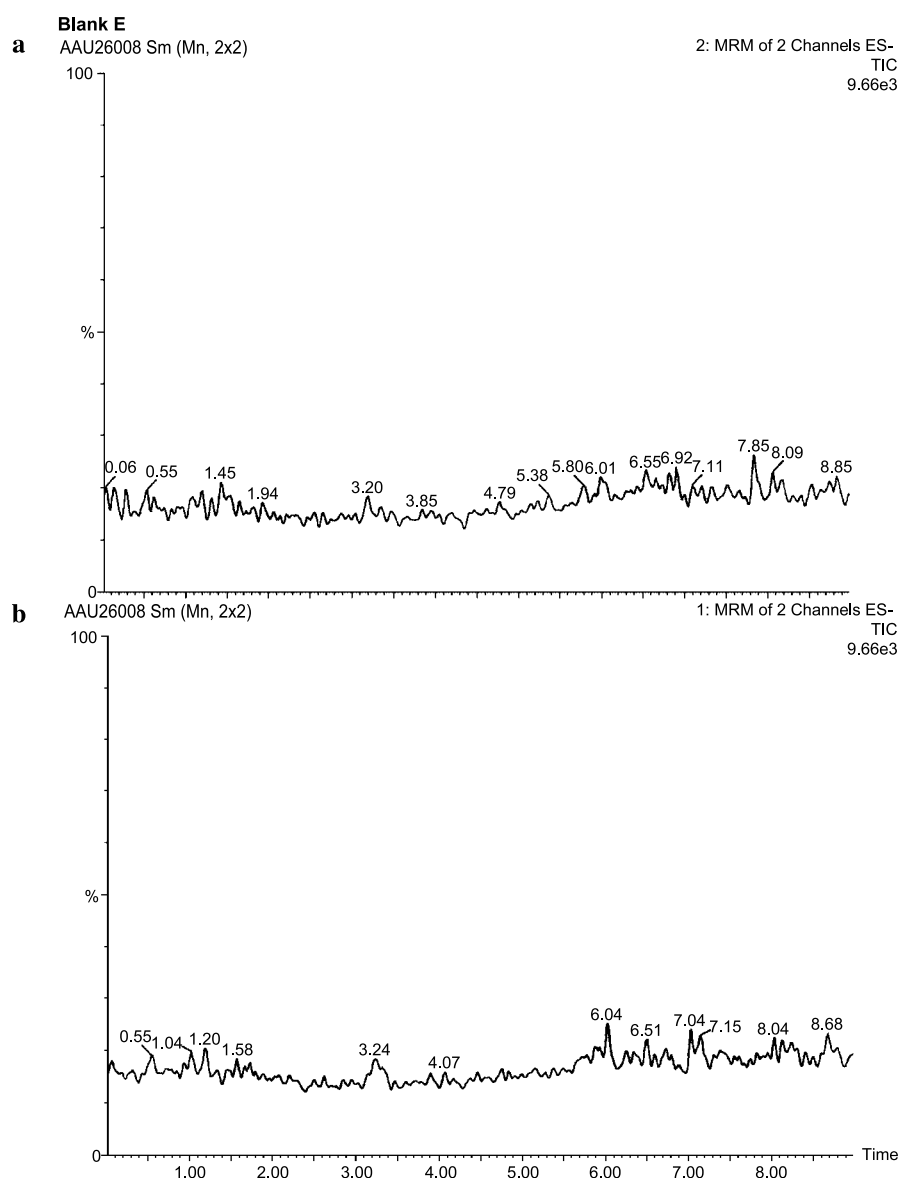 Blank E
a AAU26008 Sm (Mn, 2x2) 2: MRM of 2 Channels ES-
TIC
9.66e3
100
%
0.06 0.55 1.45 1.94 3.20 3.85 4.79 5.38 5.80 6.01 6.55 6.92 7.11 7.85 8.09 8.85
0
b AAU26008 Sm (Mn, 2x2) 1: MRM of 2 Channels ES-
TIC
9.66e3
100
%
0.55 1.04 1.20 1.58 3.24 4.07 6.04 6.51 7.04 7.15 8.04 8.68
0
Time
1.00 2.00 3.00 4.00 5.00 6.00 7.00 8.00